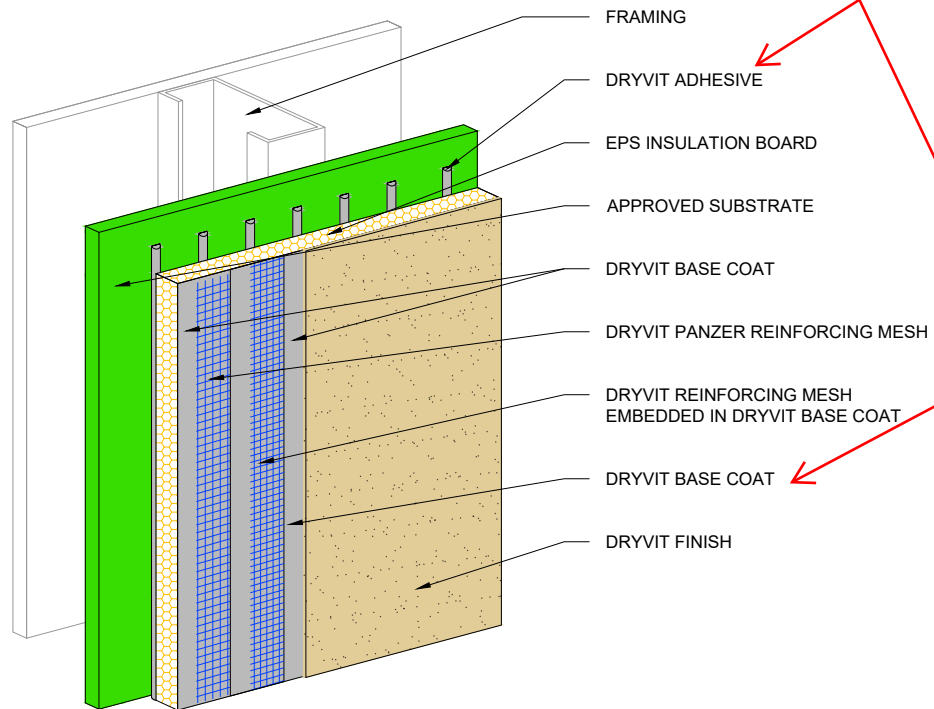 FRAMING
DRYVIT ADHESIVE
EPS INSULATION BOARD
APPROVED SUBSTRATE
DRYVIT BASE COAT
DRYVIT PANZER REINFORCING MESH
DRYVIT REINFORCING MESH
EMBEDDED IN DRYVIT BASE COAT
DRYVIT BASE COAT
DRYVIT FINISH